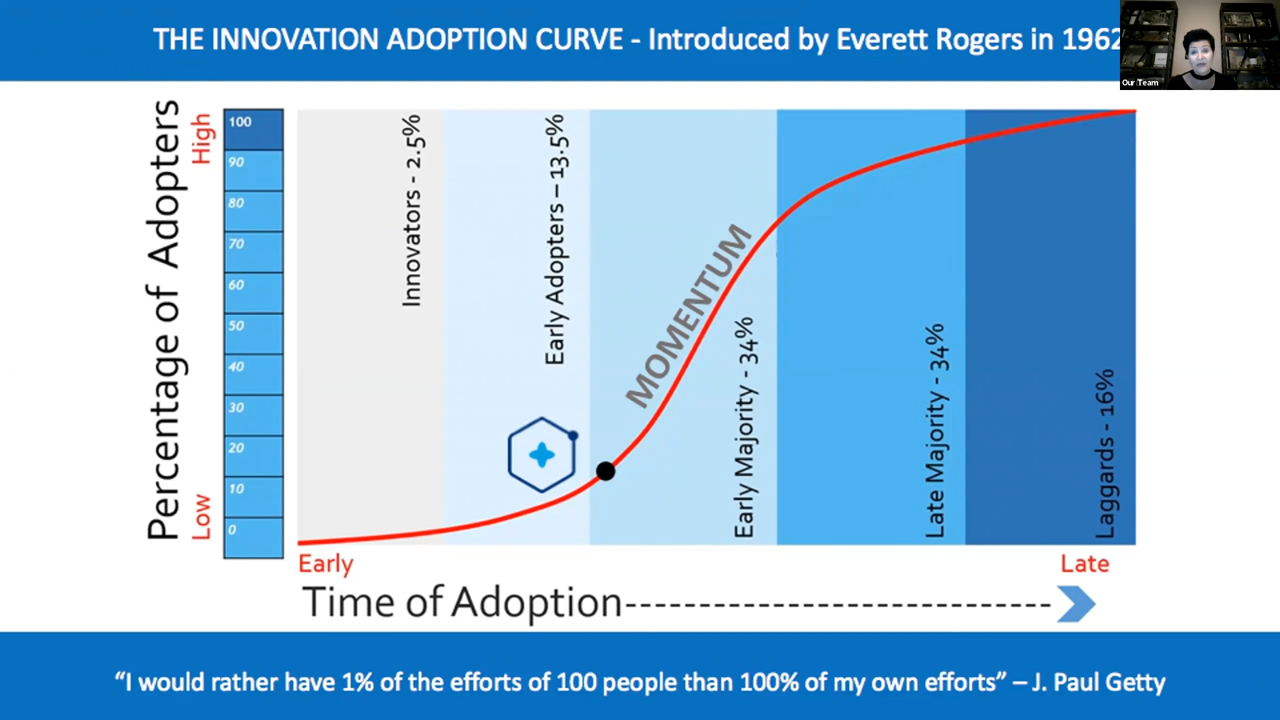 THE INNOVATION ADOPTION CURVE - Introduced by Everett Rogers in 1962
Our Team
Percentage of Adopters
High
Low
100
90
80
70
60
50
40
30
20
10
0
Innovators - 2.5%
Early Adopters – 13.5%
MOMENTUM
Early Majority - 34%
Late Majority - 34%
Laggards - 16%
Early
Late
Time of Adoption
“I would rather have 1% of the efforts of 100 people than 100% of my own efforts” – J. Paul Getty